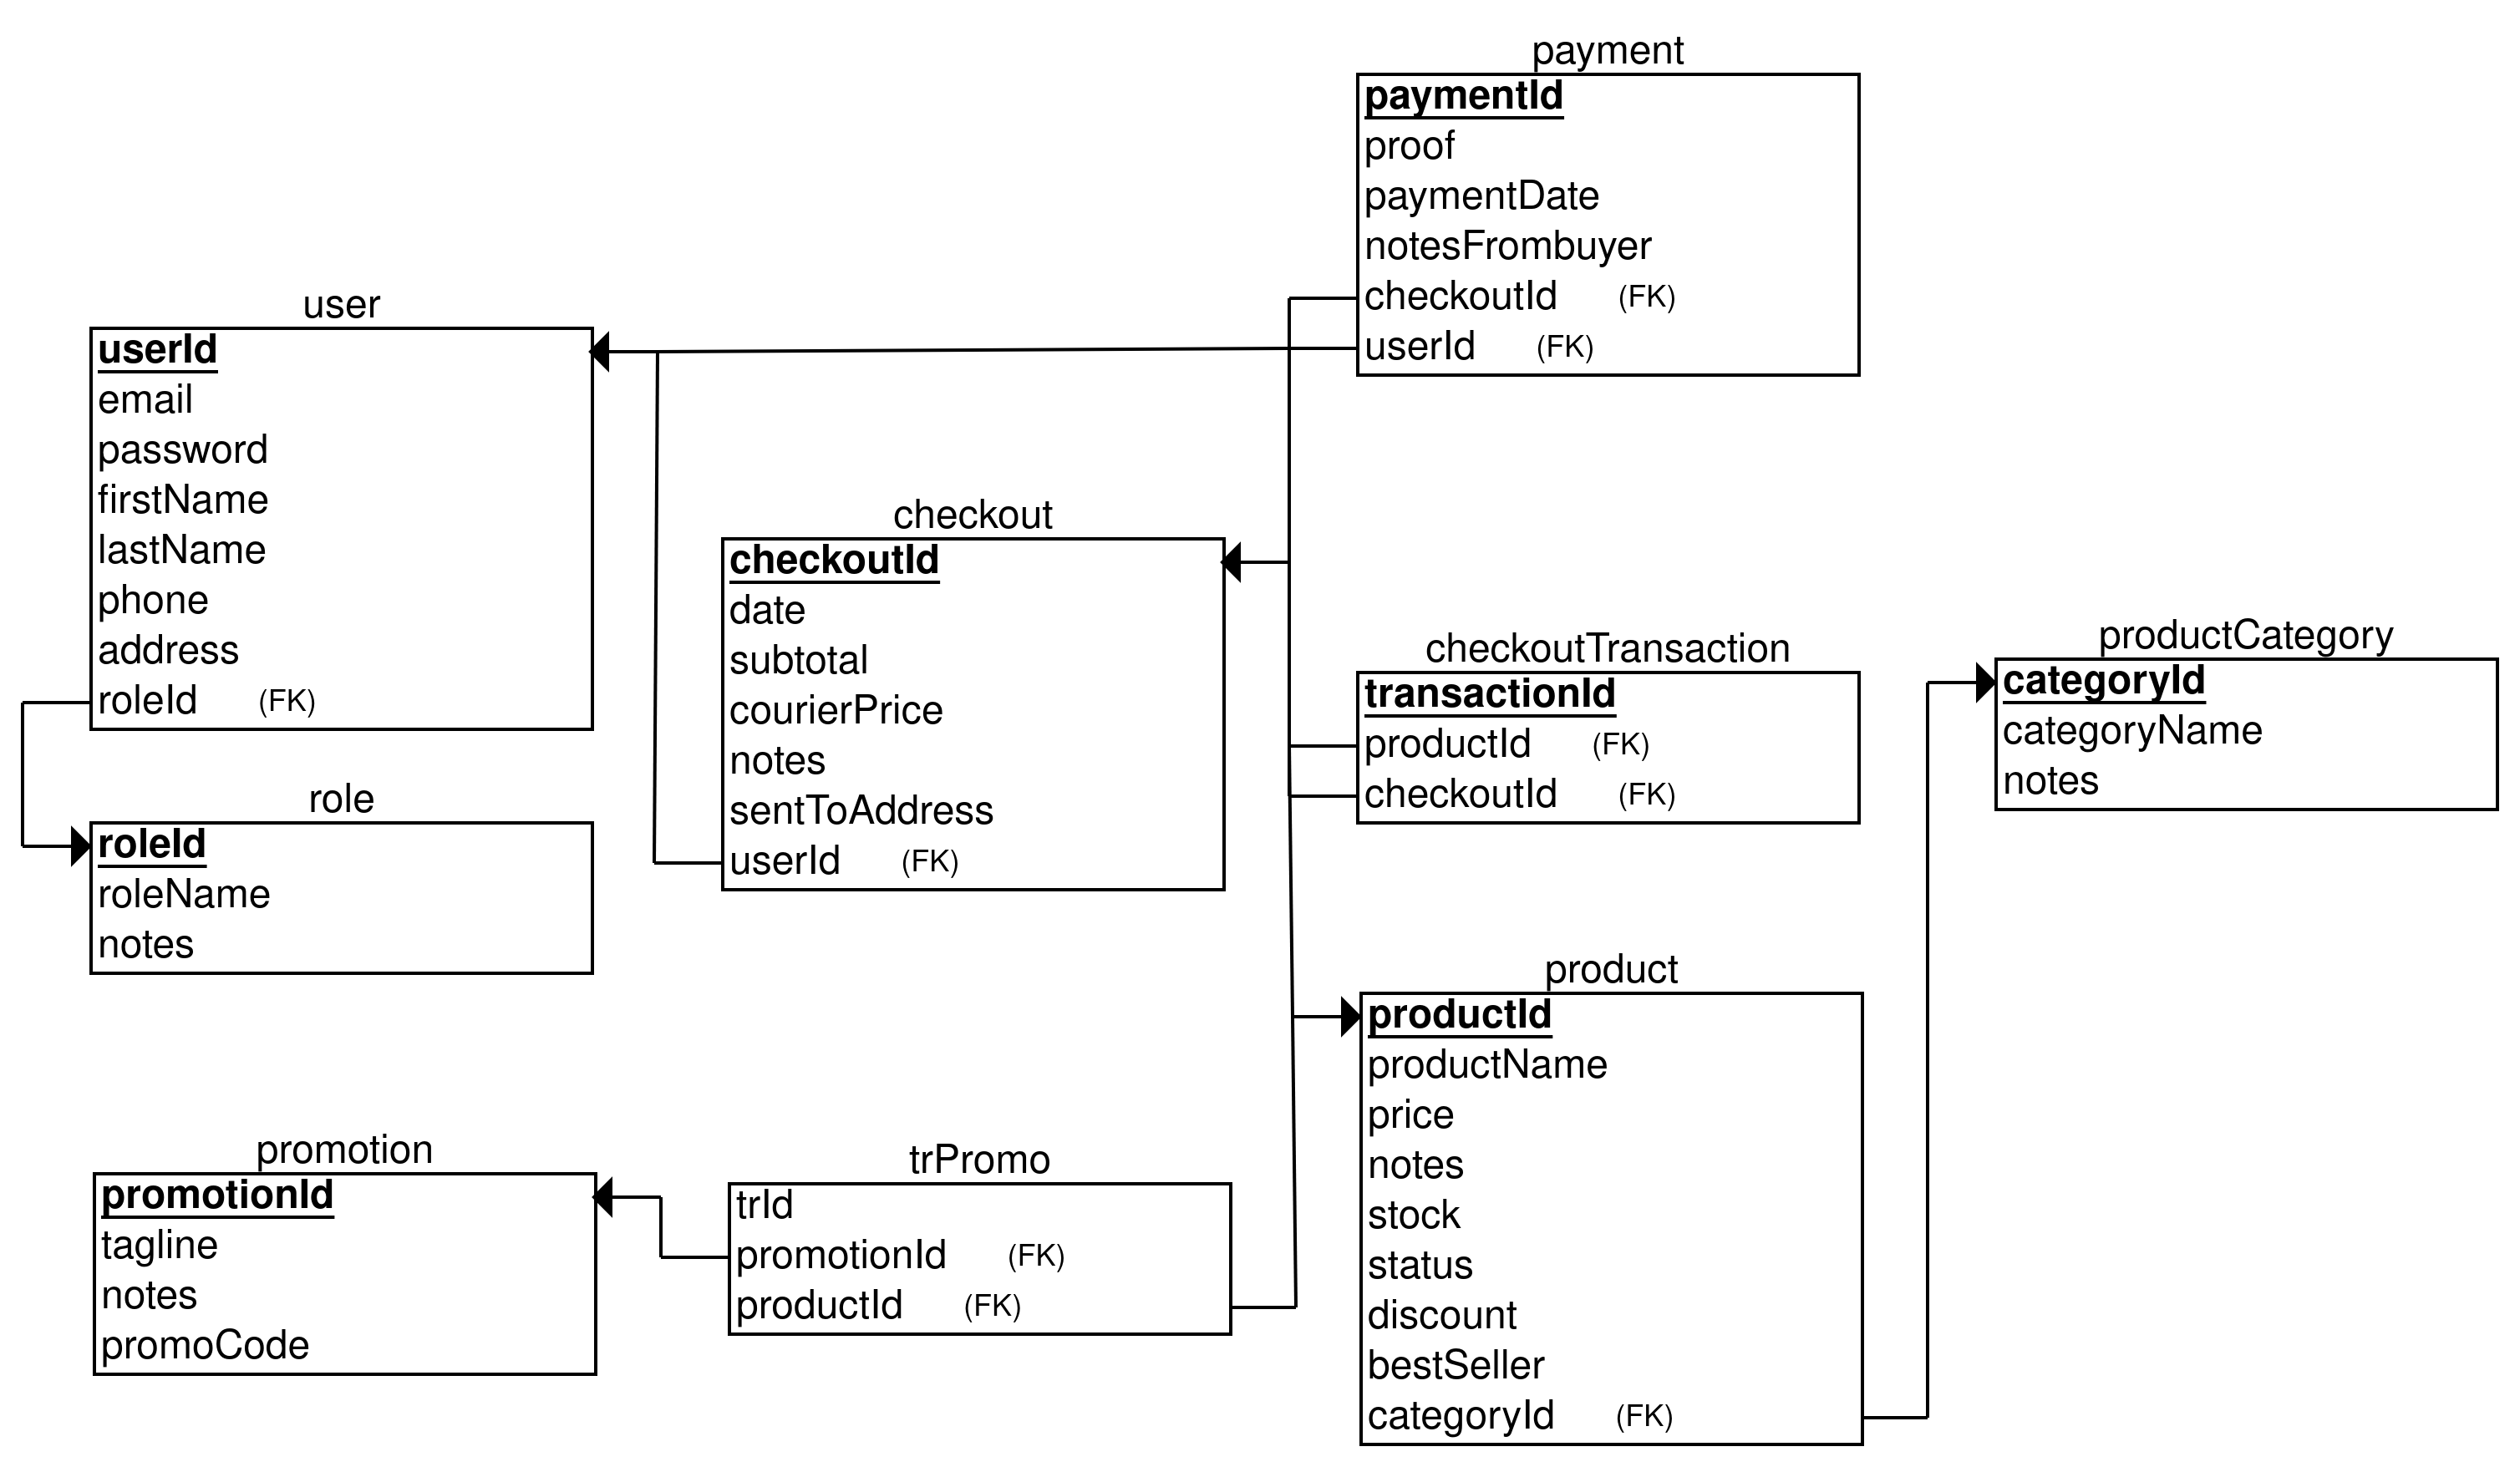 payment
paymentId
proof
paymentDate
notesFrombuyer
checkoutId (FK)
userId (FK)
user
userId
email
password
firstName
lastName
phone
address
roleId (FK)
checkout
checkoutId
date
subtotal
courierPrice
notes
sentToAddress
userId (FK)
checkoutTransaction
transactionId
productId (FK)
checkoutId (FK)
productCategory
categoryId
categoryName
notes
role
roleId
roleName
notes
product
productId
productName
price
notes
stock
status
discount
bestSeller
categoryId (FK)
promotion
promotionId
tagline
notes
promoCode
trPromo
trId
promotionId (FK)
productId (FK)